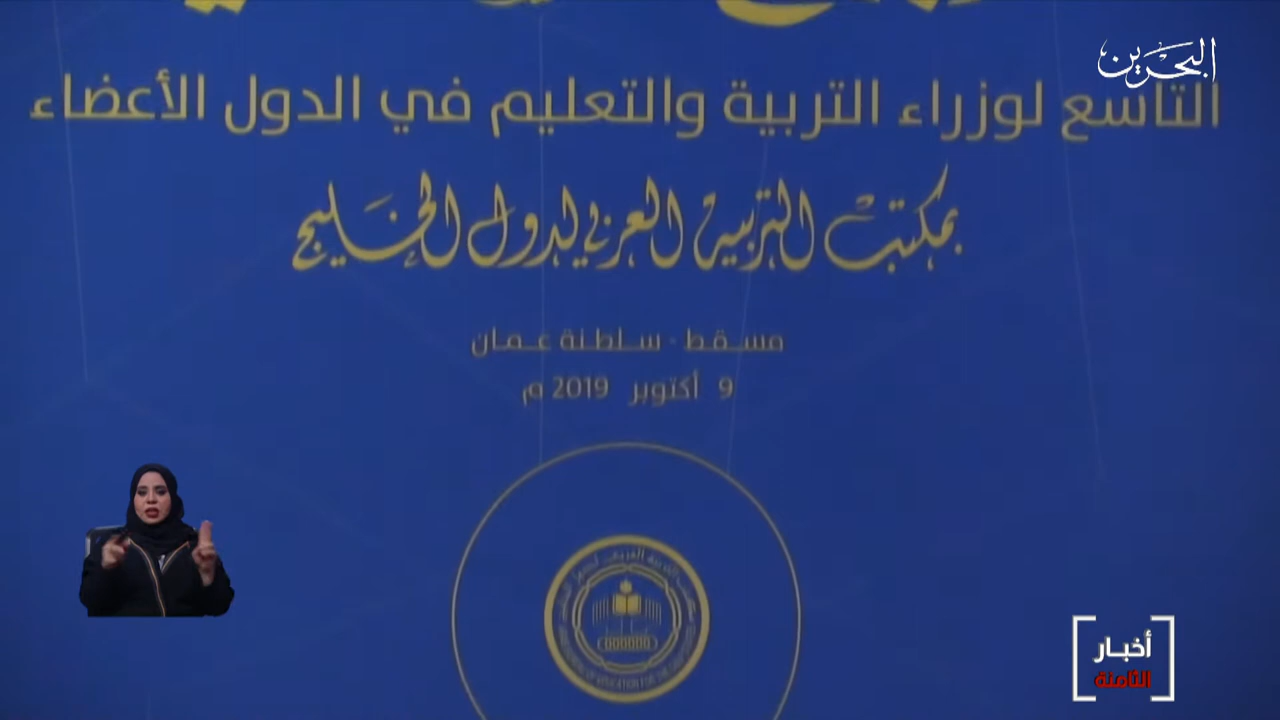 البحرين
التاسع لوزراء التربية والتعليم في الدول الأعضاء
بمكتب التربية العربي لدول الخليج
مسقط - سلطنة عمان
9 أكتوبر 2019 م
أخبار
الثامنة